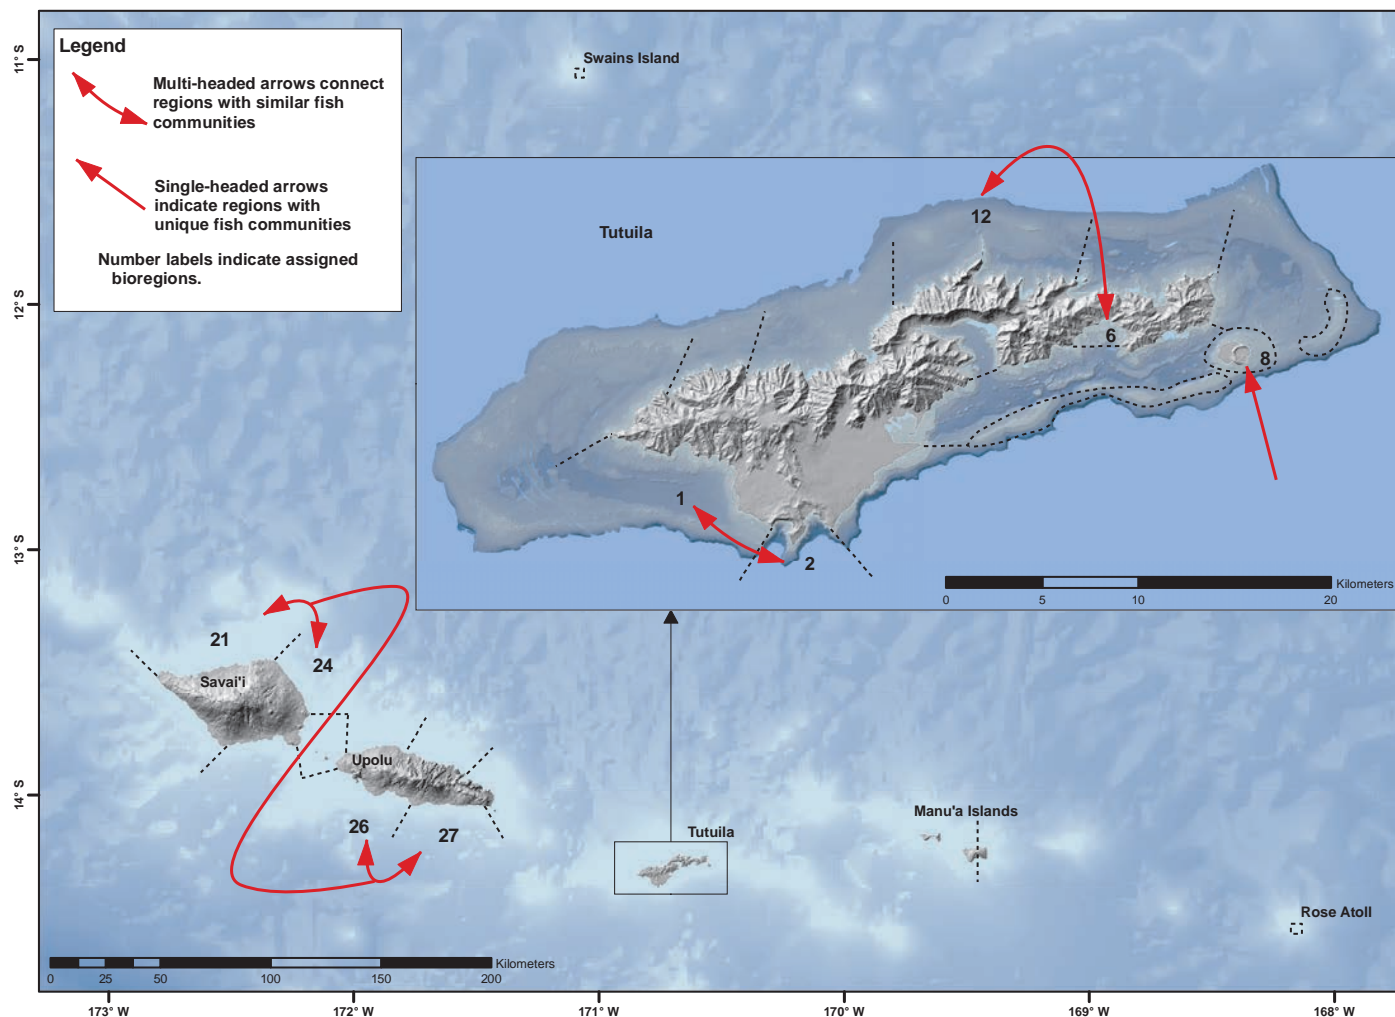 Legend
Multi-headed arrows connect
regions with similar fish
communities
Single-headed arrows
indicate regions with
unique fish communities
Number labels indicate assigned
bioregions.
Swains Island
Tutuila
12
6
8
1
2
Kilometers
0 5 10 20
21
24
Savai'i
Upolu
26
27
Tutuila
Manu'a Islands
Rose Atoll
Kilometers
0 25 50 100 150 200
11° S
12° S
13° S
14° S
173° W 172° W 171° W 170° W 169° W 168° W